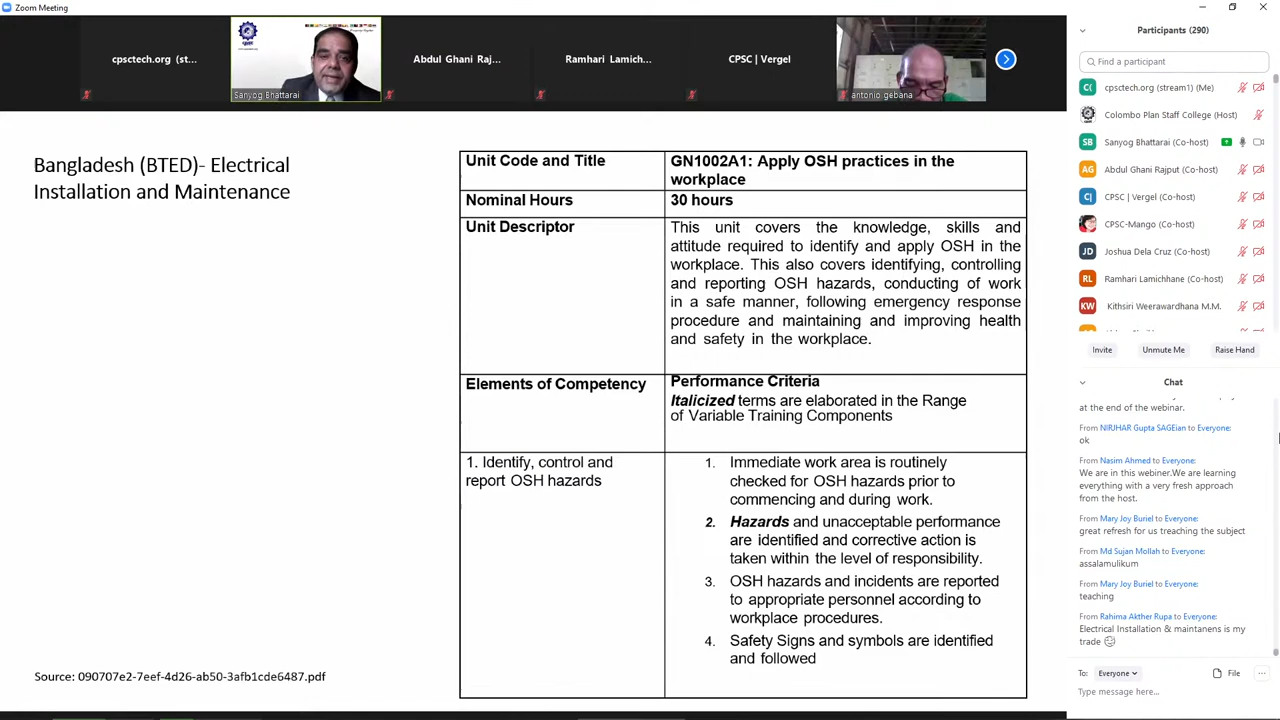 Zoom Meeting
cpsctech.org (st...
Sanyog Bhattarai
Abdul Ghani Raj...
Ramhari Lamich...
CPSC | Vergel
antonio gebana
Bangladesh (BTED)- Electrical
Installation and Maintenance
Unit Code and Title
GN1002A1: Apply OSH practices in the
workplace
Nominal Hours
30 hours
Unit Descriptor
This unit covers the knowledge, skills and
attitude required to identify and apply OSH in the
workplace. This also covers identifying, controlling
and reporting OSH hazards, conducting of work
in a safe manner, following emergency response
procedure and maintaining and improving health
and safety in the workplace.
Elements of Competency
Performance Criteria
Italicized terms are elaborated in the Range
of Variable Training Components
1. Identify, control and
report OSH hazards
1. Immediate work area is routinely
checked for OSH hazards prior to
commencing and during work.
2. Hazards and unacceptable performance
are identified and corrective action is
taken within the level of responsibility.
3. OSH hazards and incidents are reported
to appropriate personnel according to
workplace procedures.
4. Safety Signs and symbols are identified
and followed
Source: 090707e2-7eef-4d26-ab50-3afb1cde6487.pdf
Participants (290)
Find a participant
C( cpsctech.org (stream1) (Me)
Colombo Plan Staff College (Host)
SB Sanyog Bhattarai (Co-host)
AG Abdul Ghani Rajput (Co-host)
C| CPSC | Vergel (Co-host)
CPSC-Mango (Co-host)
JD Joshua Dela Cruz (Co-host)
RL Ramhari Lamichhane (Co-host)
KW Kithsiri Weerawardhana M.M.
Invite
Unmute Me
Raise Hand
Chat
at the end of the webinar.
From NIRJHAR Gupta SAGEian to Everyone:
ok
From Nasim Ahmed to Everyone:
We are in this webiner.We are learning
everything with a very fresh approach
from the host.
From Mary Joy Buriel to Everyone:
great refresh for us treaching the subject
From Md Sujan Mollah to Everyone:
assalamulikum
From Mary Joy Buriel to Everyone:
teaching
From Rahima Akther Rupa to Everyone:
Electrical Installation & maintanens is my
trade
To: Everyone
File
...
Type message here...